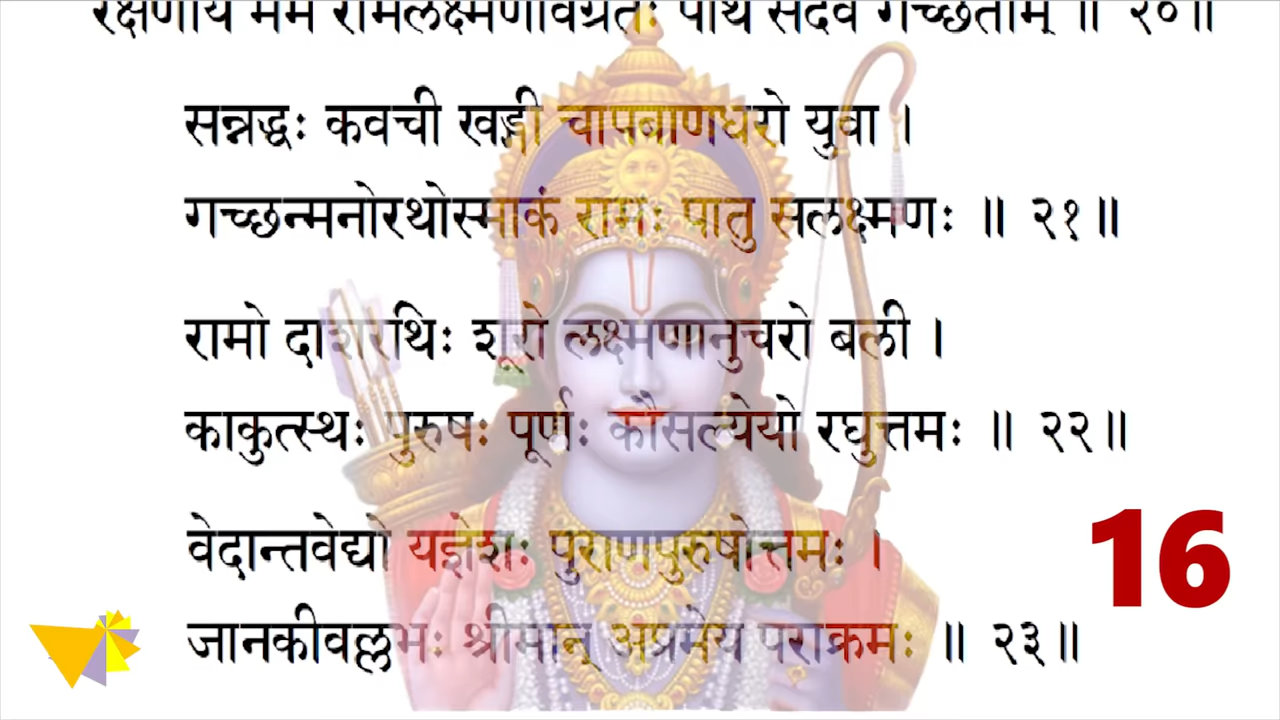 रक्षणाय मम रामलक्ष्मणावग्रतः पथि सदैव गच्छताम् ॥ २०॥
सन्नद्धः कवची खड्गी चापबाणधरो युवा ।
गच्छन्मनोरथोस्माकं रामः पातु सलक्ष्मणः ॥ २१॥
रामो दाशरथिः शूरो लक्ष्मणानुचरो बली ।
काकुत्स्थः पुरुषः पूर्णः कौसल्येयो रघुत्तमः ॥ २२॥
वेदान्तवेद्यो यज्ञेशः पुराणपुरुषोत्तमः ।
जानकीवल्लभः श्रीमान् अप्रमेय पराक्रमः ॥ २३॥
16